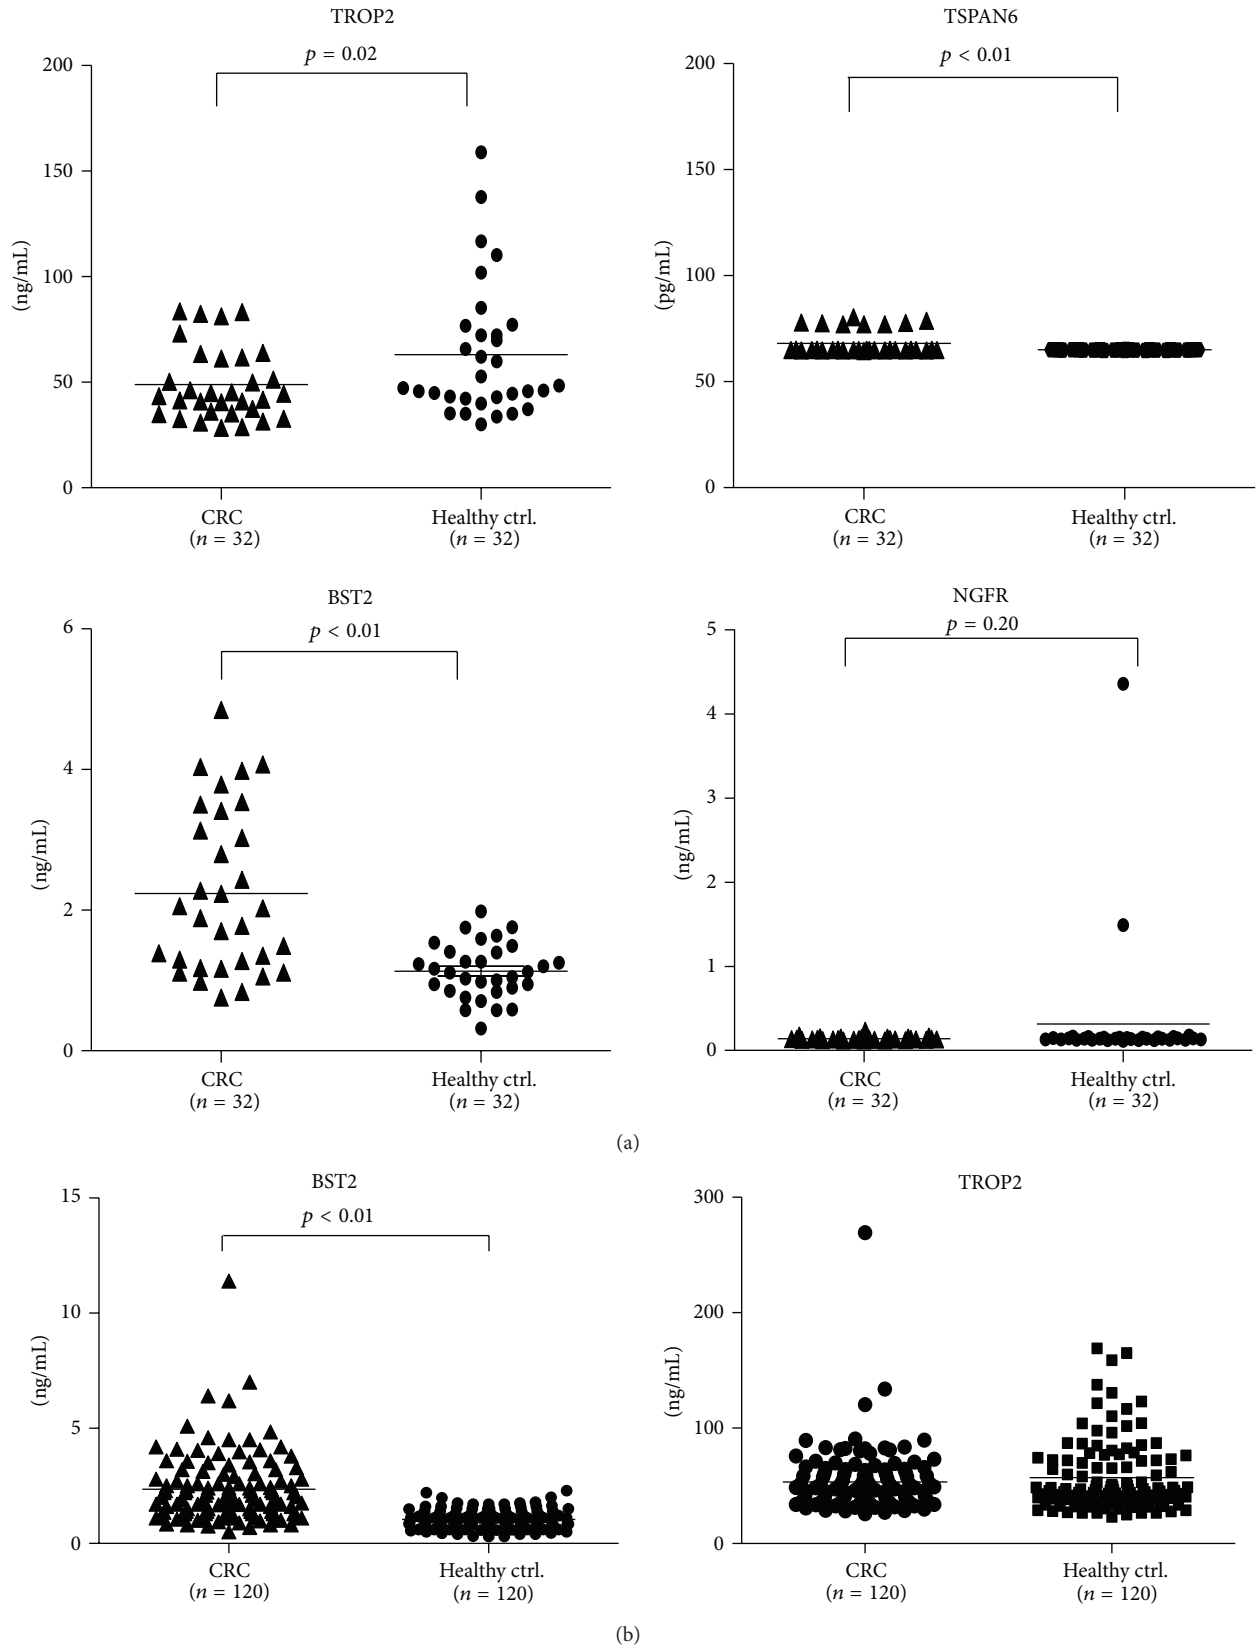 TROP2
p = 0.02
200
150
100
50
0
(ng/mL)
CRC
(n = 32)
Healthy ctrl.
(n = 32)
TSPAN6
p < 0.01
200
150
100
50
0
(pg/mL)
CRC
(n = 32)
Healthy ctrl.
(n = 32)
BST2
p < 0.01
6
4
2
0
(ng/mL)
CRC
(n = 32)
Healthy ctrl.
(n = 32)
NGFR
p = 0.20
5
4
3
2
1
0
(ng/mL)
CRC
(n = 32)
Healthy ctrl.
(n = 32)
(a)
BST2
p < 0.01
15
10
5
0
(ng/mL)
CRC
(n = 120)
Healthy ctrl.
(n = 120)
TROP2
300
200
100
0
(ng/mL)
CRC
(n = 120)
Healthy ctrl.
(n = 120)
(b)